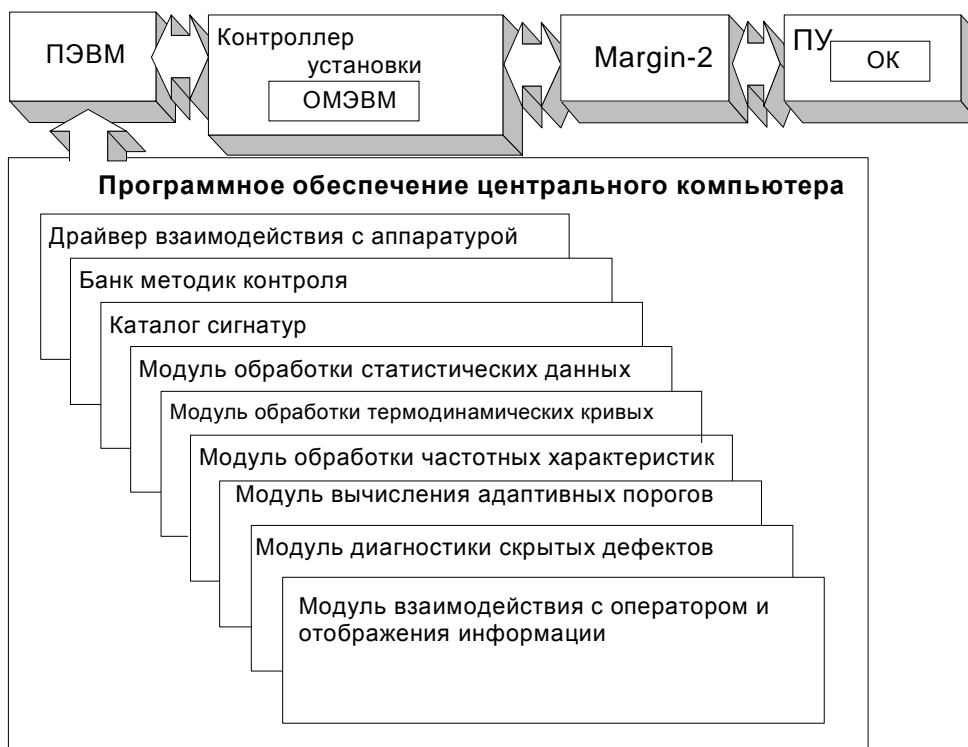 ПЭВМ
Контроллер
установки
ОМЭВМ
Margin-2
ПУ
ОК
Программное обеспечение центрального компьютера
Драйвер взаимодействия с аппаратурой
Банк методик контроля
Каталог сигнатур
Модуль обработки статистических данных
Модуль обработки термодинамических кривых
Модуль обработки частотных характеристик
Модуль вычисления адаптивных порогов
Модуль диагностики скрытых дефектов
Модуль взаимодействия с оператором и
отображения информации